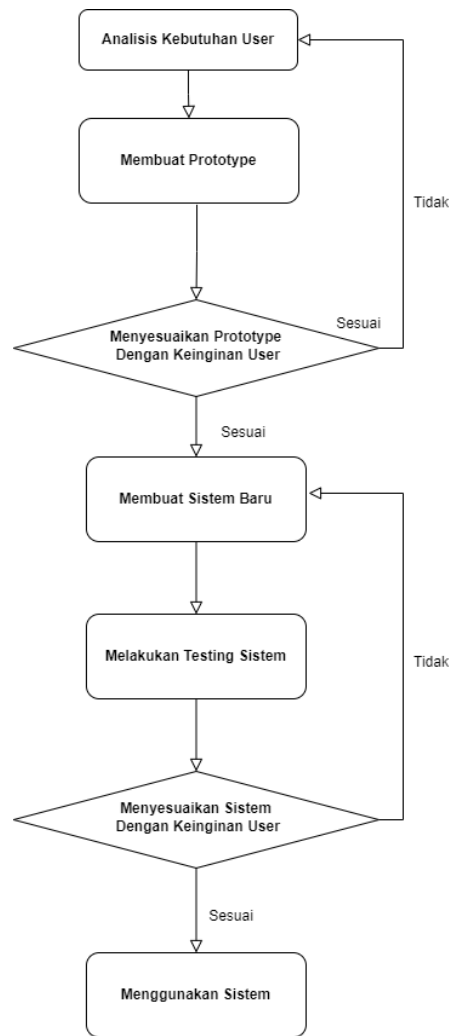 Analisis Kebutuhan User
Membuat Prototype
Tidak
Sesuai
Menyesuaikan Prototype
Dengan Keinginan User
Sesuai
Membuat Sistem Baru
Melakukan Testing Sistem
Tidak
Menyesuaikan Sistem
Dengan Keinginan User
Sesuai
Menggunakan Sistem